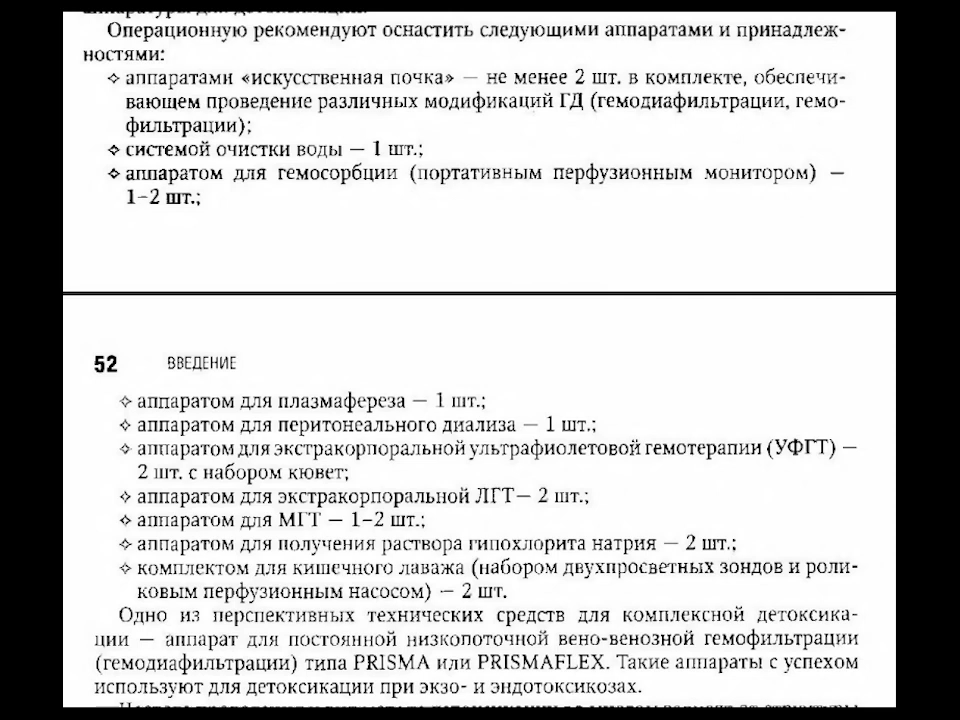 Операционную рекомендуют оснастить следующими аппаратами и принадлеж-
ностями:
✧ аппаратами «искусственная почка» — не менее 2 шт. в комплекте, обеспечи-
вающем проведение различных модификаций ГД (гемодиафильтрации, гемо-
фильтрации);
✧ системой очистки воды — 1 шт.;
✧ аппаратом для гемосорбции (портативным перфузионным монитором) —
1–2 шт.;
52 ВВЕДЕНИЕ
✧ аппаратом для плазмафереза — 1 шт.;
✧ аппаратом для перитонеального диализа — 1 шт.;
✧ аппаратом для экстракорпоральной ультрафиолетовой гемотерапии (УФГТ) —
2 шт. с набором кювет;
✧ аппаратом для экстракорпоральной ЛГТ— 2 шт.;
✧ аппаратом для МГТ — 1–2 шт.;
✧ аппаратом для получения раствора гипохлорита натрия — 2 шт.;
✧ комплектом для кишечного лаважа (набором двухпросветных зондов и роли-
ковым перфузионным насосом) — 2 шт.
Одно из перспективных технических средств для комплексной детоксика-
ции — аппарат для постоянной низкопоточной вено-венозной гемофильтрации
(гемодиафильтрации) типа PRISMA или PRISMAFLEX. Такие аппараты с успехом
используют для детоксикации при экзо- и эндотоксикозах.